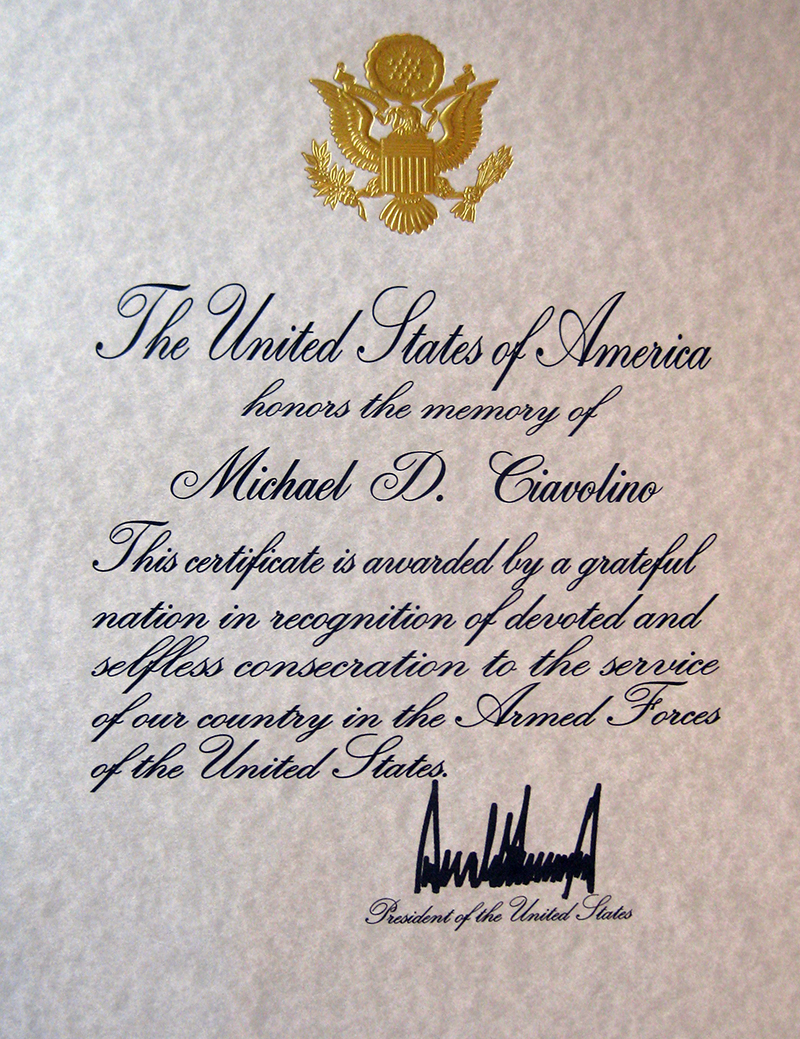 The United States of America
honors the memory of
Michael D. Ciavolino
This certificate is awarded by a grateful
nation in recognition of devoted and
selfless consecration to the service
of our country in the Armed Forces
of the United States.
President of the United States